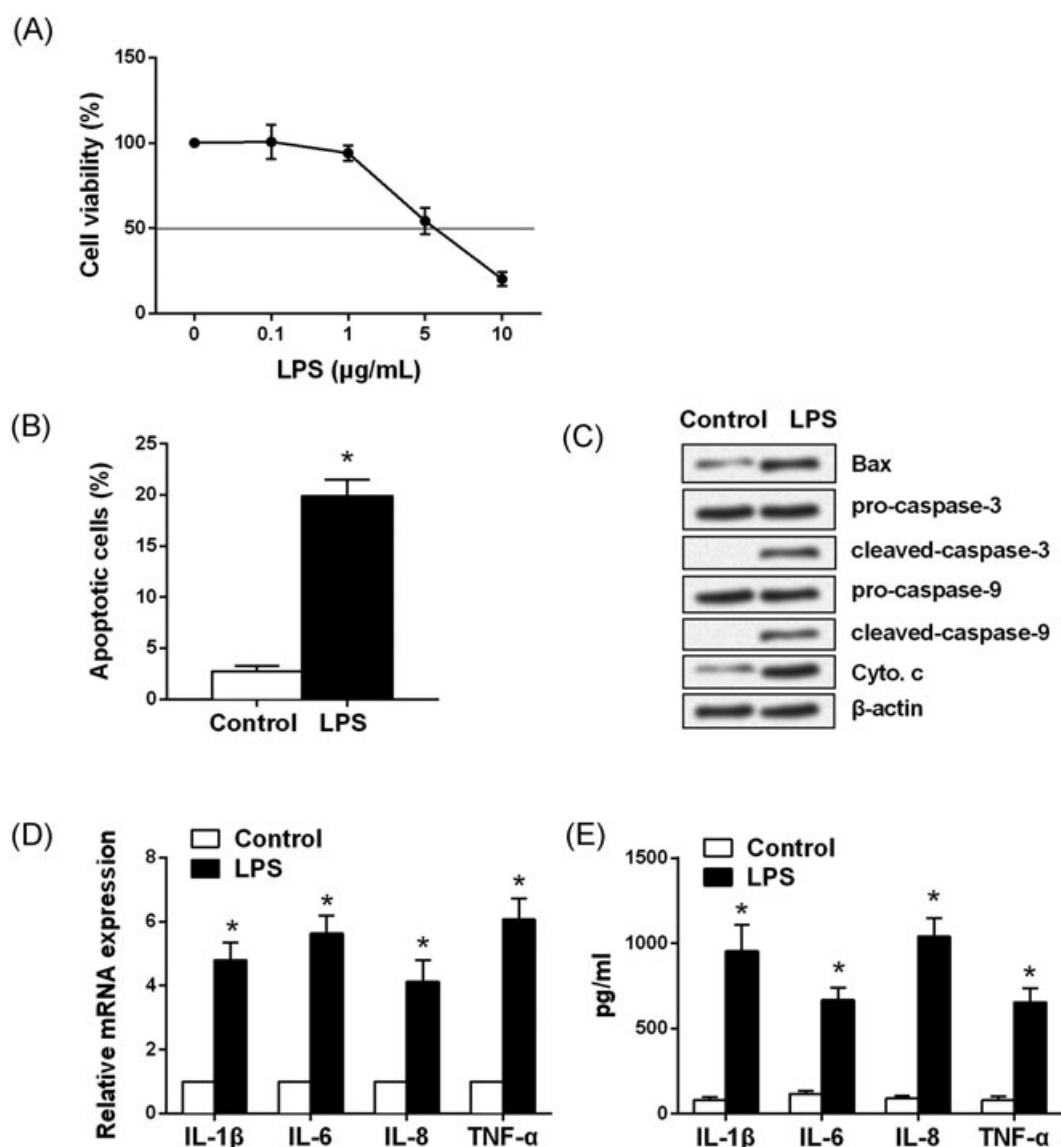 (A)
Cell viability (%)
150
100
50
0
0 0.1 1 5 10
LPS (µg/mL)
(B)
Apoptotic cells (%)
25
20
15
10
5
0
*
Control LPS
(C)
Control LPS
Bax
pro-caspase-3
cleaved-caspase-3
pro-caspase-9
cleaved-caspase-9
Cyto. c
β-actin
(D)
Relative mRNA expression
Control
LPS
8
6
4
2
0
* * * *
IL-1β IL-6 IL-8 TNF-α
(E)
pg/ml
Control
LPS
1500
1000
500
0
* * * *
IL-1β IL-6 IL-8 TNF-α